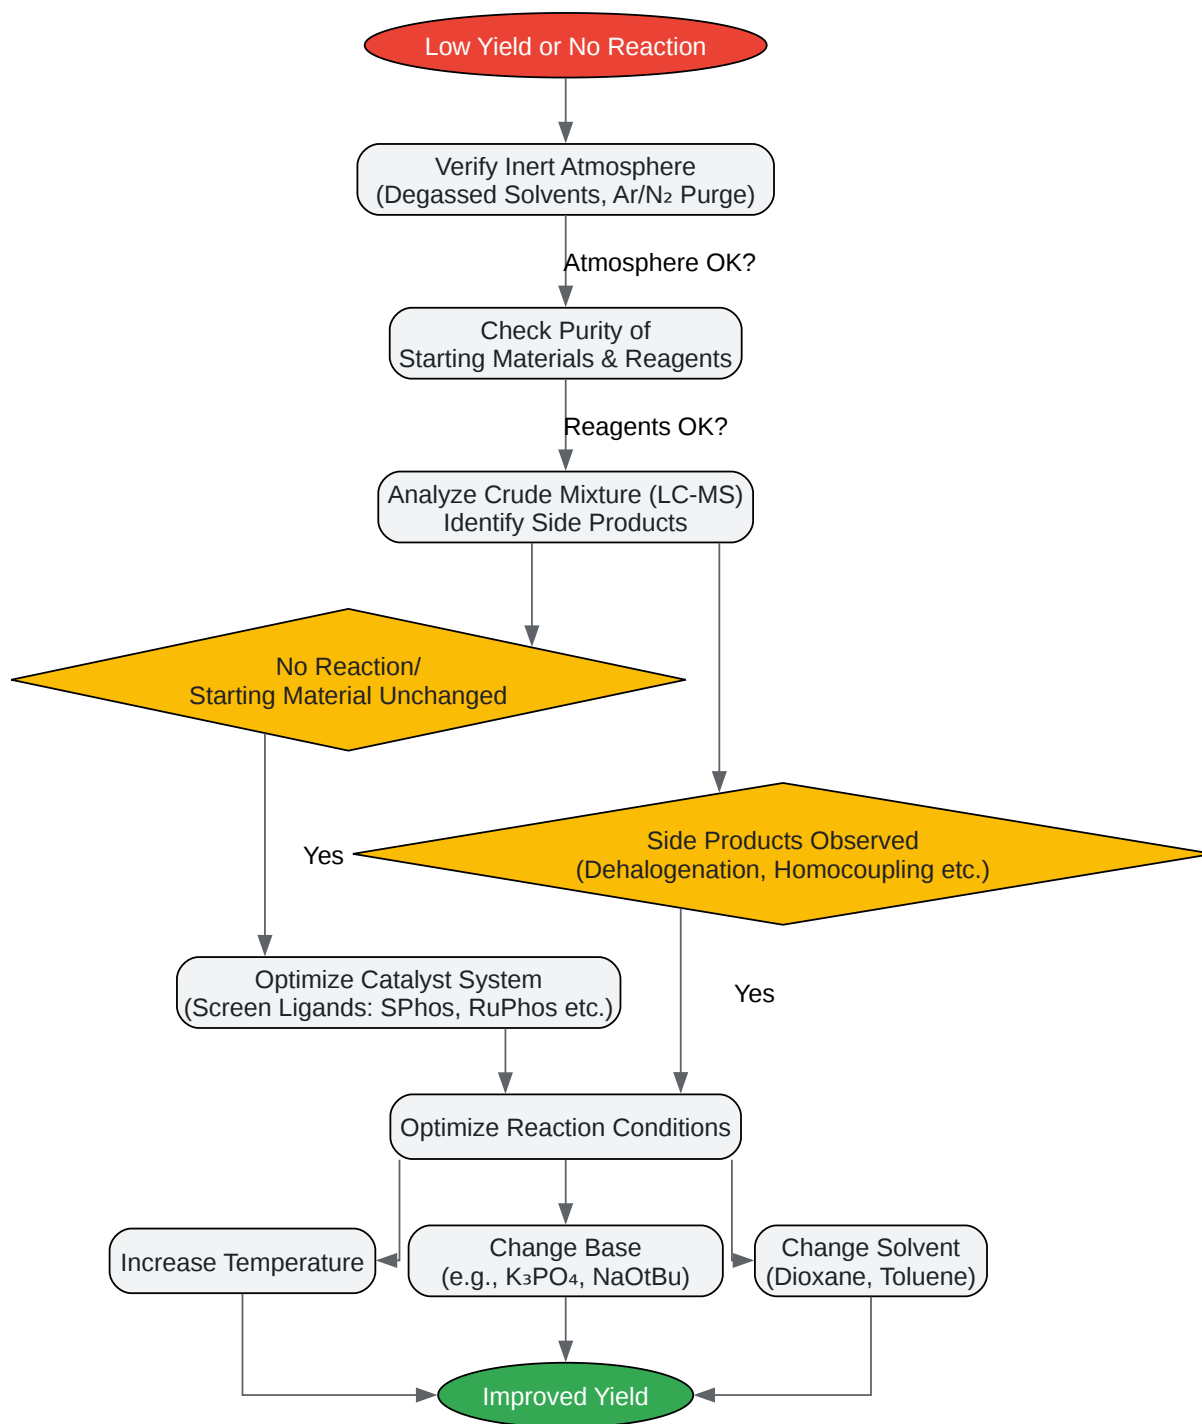 Low Yield or No Reaction
Verify Inert Atmosphere
(Degassed Solvents, Ar/N₂ Purge)
Atmosphere OK?
Check Purity of
Starting Materials & Reagents
Reagents OK?
Analyze Crude Mixture (LC-MS)
Identify Side Products
No Reaction/
Starting Material Unchanged
Side Products Observed
(Dehalogenation, Homocoupling etc.)
Yes
Optimize Catalyst System
(Screen Ligands: SPhos, RuPhos etc.)
Yes
Optimize Reaction Conditions
Increase Temperature
Change Base
(e.g., K₃PO₄, NaOtBu)
Change Solvent
(Dioxane, Toluene)
Improved Yield